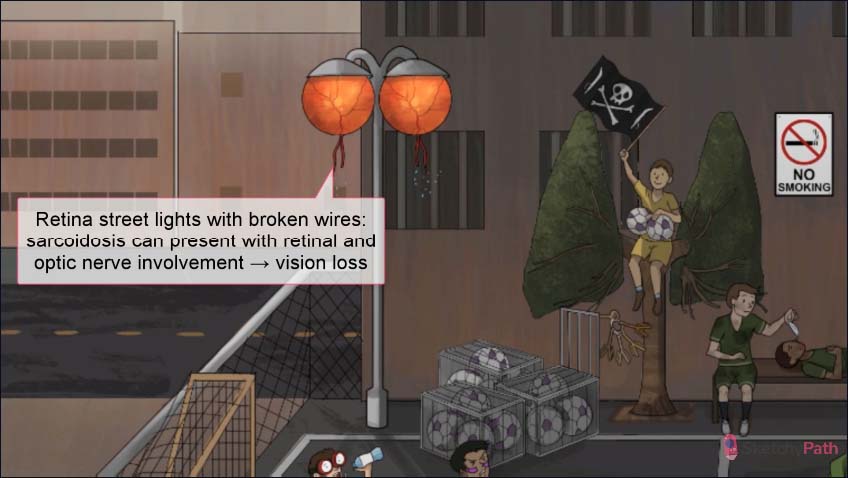 NO
SMOKING
Retina street lights with broken wires:
sarcoidosis can present with retinal and
optic nerve involvement → vision loss
SketchyPath